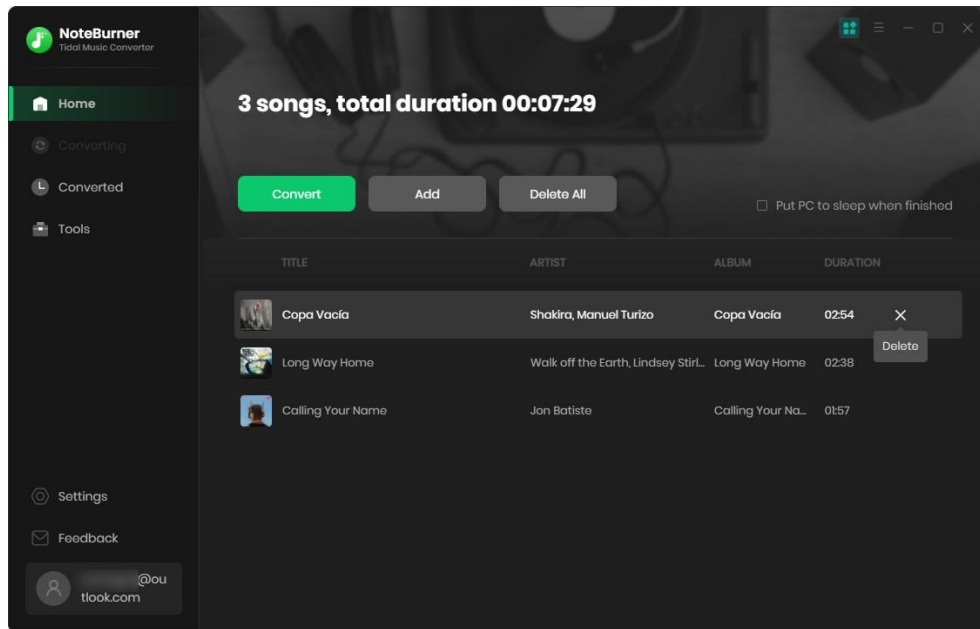 NoteBurner
Tidal Music Converter
Home
Converting
Converted
Tools
Settings
Feedback
@ou
tlook.com
3 songs, total duration 00:07:29
Convert Add Delete All
Put PC to sleep when finished
TITLE ARTIST ALBUM DURATION
Copa Vacía Shakira, Manuel Turizo Copa Vacía 02:54
Delete
Long Way Home Walk off the Earth, Lindsey Stirl... Long Way Home 02:38
Calling Your Name Jon Batiste Calling Your Na... 01:57